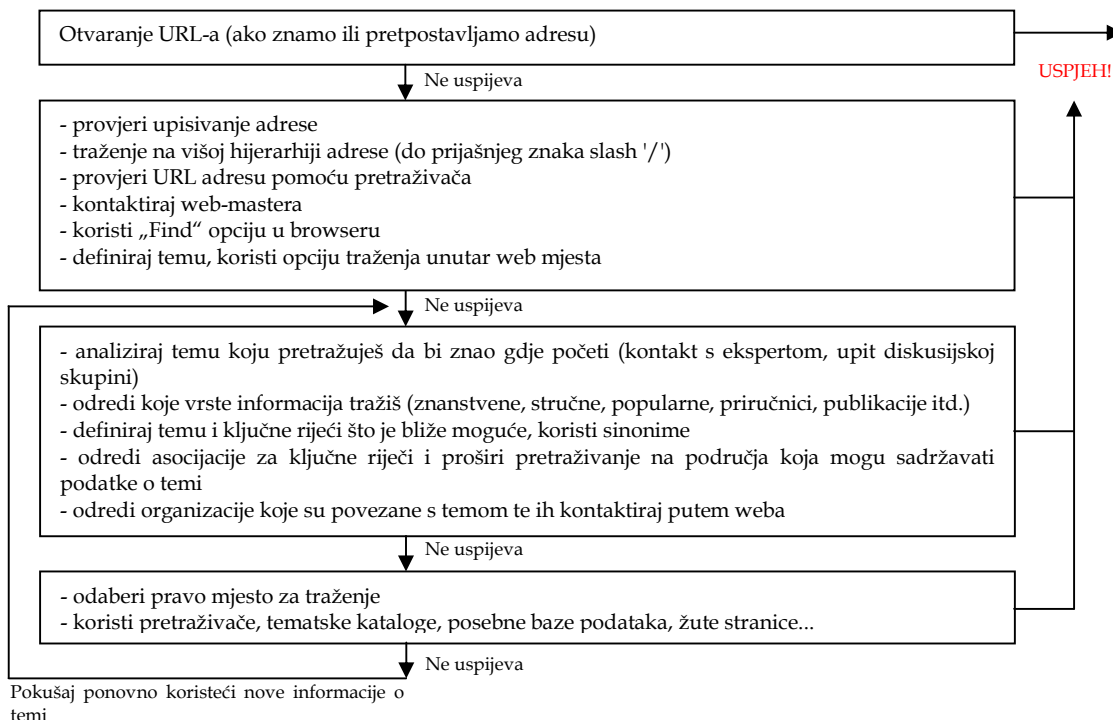 Otvaranje URL-a (ako znamo ili pretpostavljamo adresu)
USPJEH!
Ne uspijeva
- provjeri upisivanje adrese
- traženje na višoj hijerarhiji adrese (do prijašnjeg znaka slash '/')
- provjeri URL adresu pomoću pretraživača
- kontaktiraj web-mastera
- koristi „Find“ opciju u browseru
- definiraj temu, koristi opciju traženja unutar web mjesta
Ne uspijeva
- analiziraj temu koju pretražuješ da bi znao gdje početi (kontakt s ekspertom, upit diskusijskoj
skupini)
- odredi koje vrste informacija tražiš (znanstvene, stručne, popularne, priručnici, publikacije itd.)
- definiraj temu i ključne rijeći što je bliže moguće, koristi sinonime
- odredi asocijacije za ključne riječi i proširi pretraživanje na područja koja mogu sadržavati
podatke o temi
- odredi organizacije koje su povezane s temom te ih kontaktiraj putem weba
Ne uspijeva
- odaberi pravo mjesto za traženje
- koristi pretraživače, tematske kataloge, posebne baze podataka, žute stranice...
Ne uspijeva
Pokušaj ponovno koristeći nove informacije o
temi